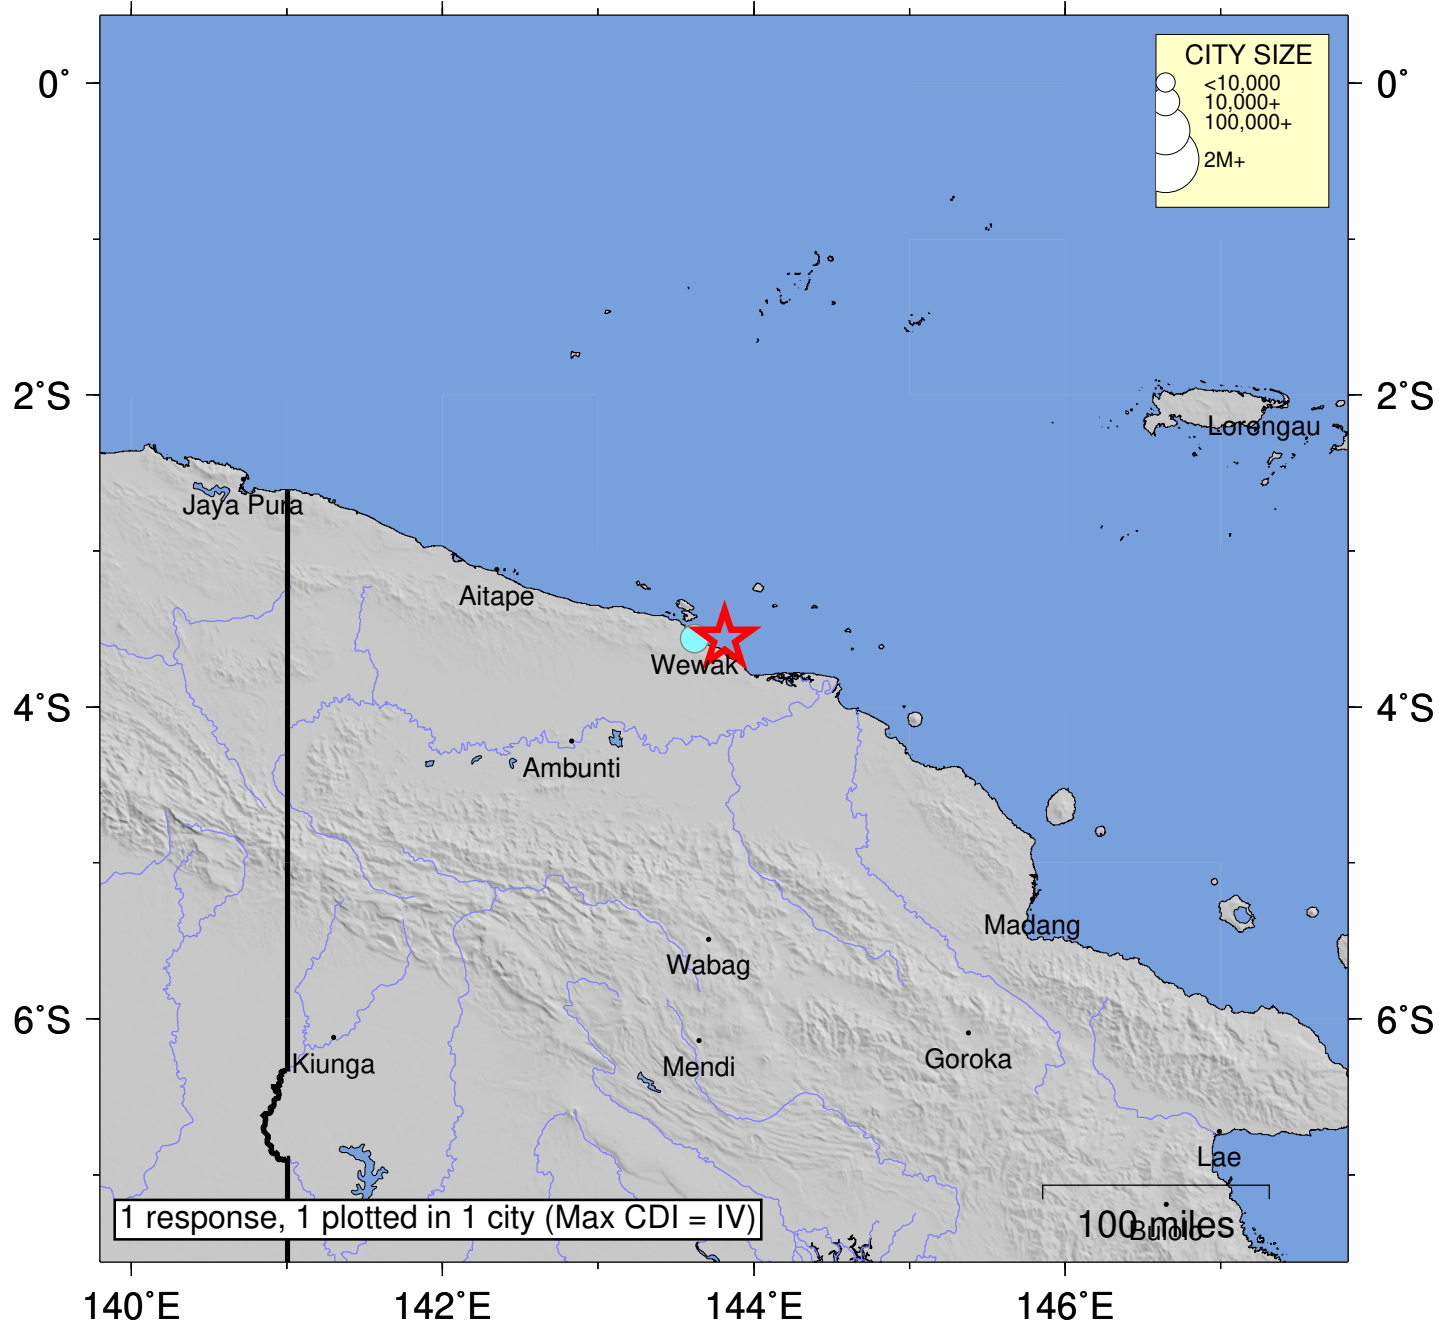 CITY SIZE
<10,000
10,000+
100,000+
2M+
0˚
0˚
2˚S
2˚S
Lorengau
Jaya Pura
Aitape
Wewak
4˚S
4˚S
Ambunti
Madang
Wabag
6˚S
6˚S
Kiunga
Mendi
Goroka
Lae
1 response, 1 plotted in 1 city (Max CDI = IV)
100 miles
Bulolo
140˚E
142˚E
144˚E
146˚E